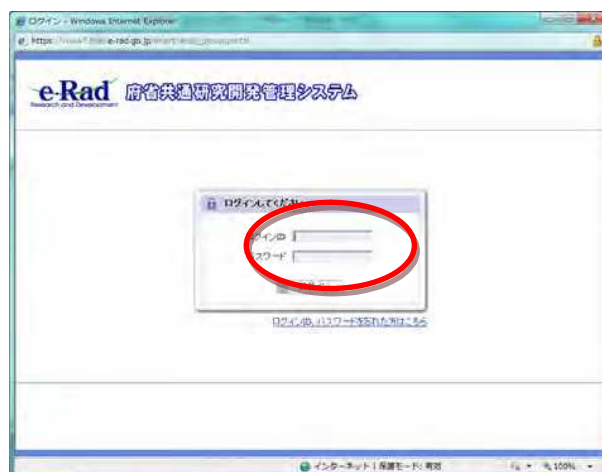 ログイン - Windows Internet Explorer
e-Rad 府省共通研究開発管理システム
Research and Development
ログインしてください
ログインID
パスワード
ログインID、パスワードを忘れた方はこちら
インターネット | 保護モード: 有効
100%